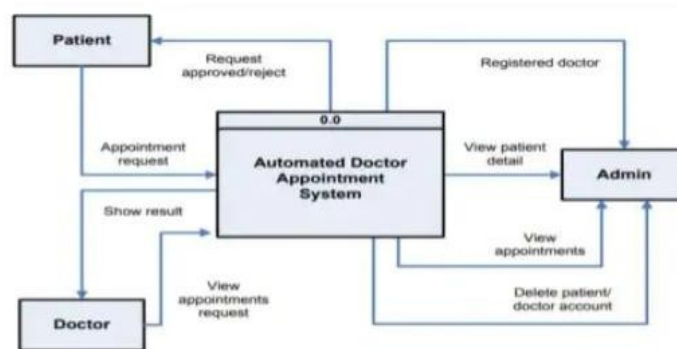 Patient
Request
approved/reject
Registered doctor
0.0
Appointment
request
Automated Doctor
Appointment
System
View patient
detail
Admin
Show result
View
appointments
View
appointments
request
Delete patient/
doctor account
Doctor